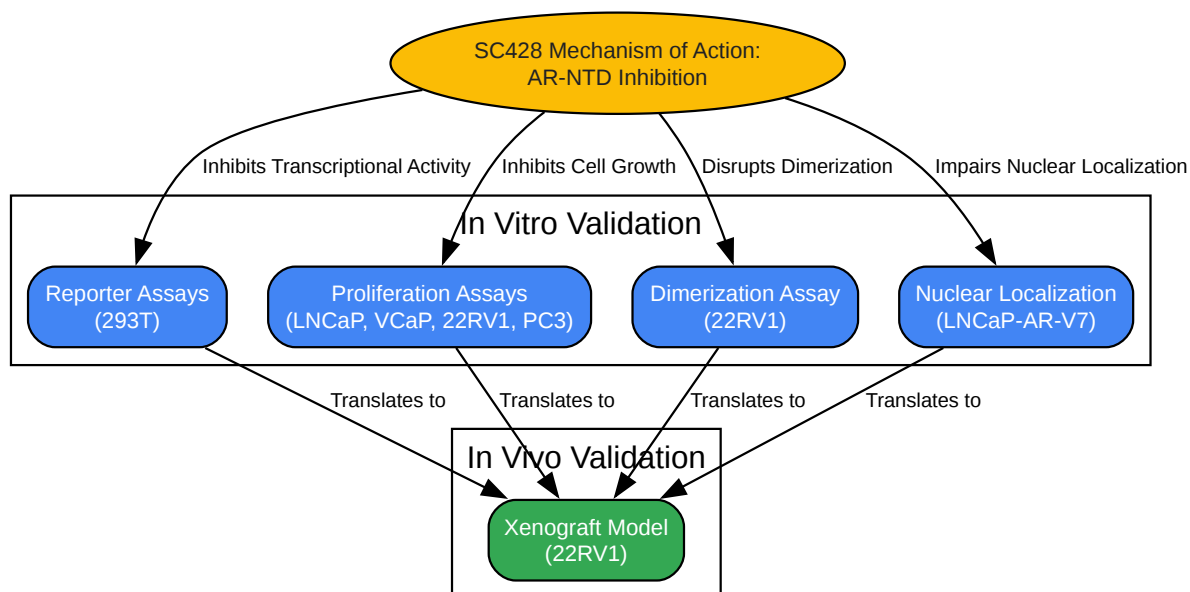 SC428 Mechanism of Action:
AR-NTD Inhibition
Inhibits Transcriptional Activity
Inhibits Cell Growth
Disrupts Dimerization
Impairs Nuclear Localization
In Vitro Validation
Reporter Assays
(293T)
Proliferation Assays
(LNCaP, VCaP, 22RV1, PC3)
Dimerization Assay
(22RV1)
Nuclear Localization
(LNCaP-AR-V7)
Translates to
Translates to
Translates to
Translates to
In Vivo Validation
Xenograft Model
(22RV1)